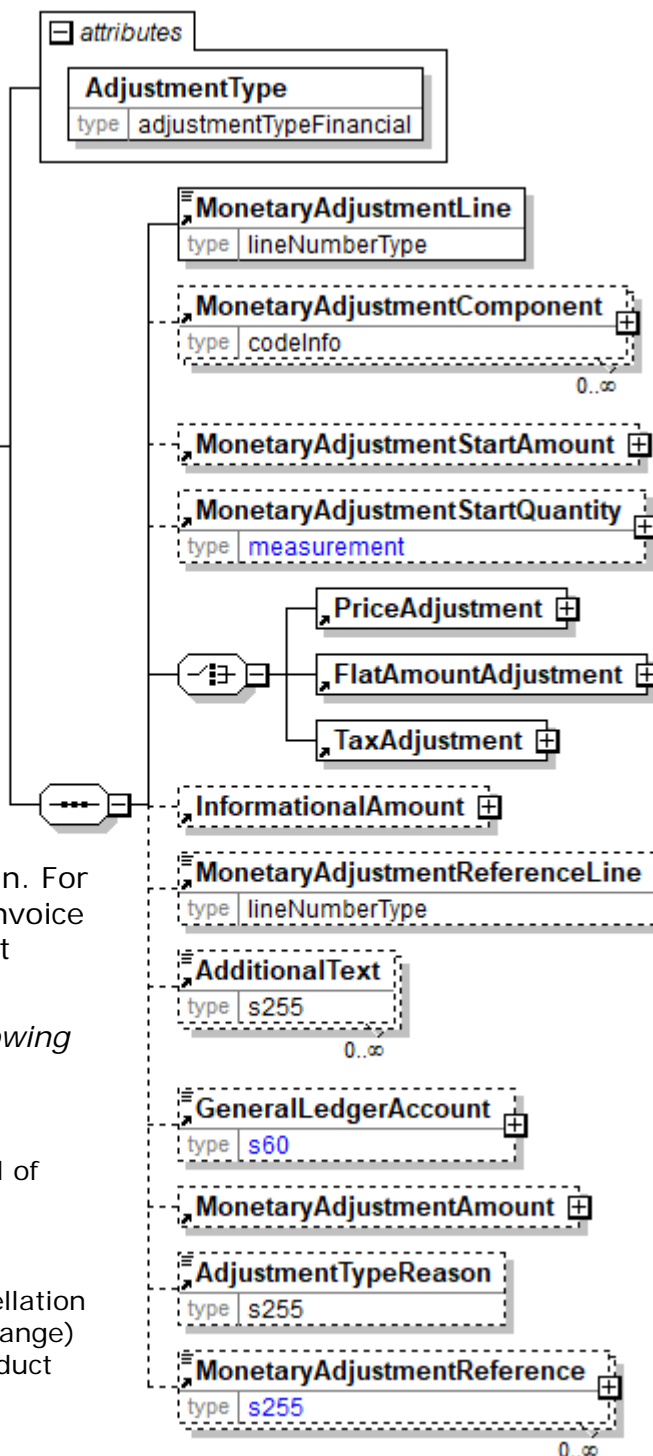 attributes
AdjustmentType
type adjustmentTypeFinancial
MonetaryAdjustmentLine
type lineNumberType
MonetaryAdjustmentComponent
type codeInfo
0..∞
MonetaryAdjustmentStartAmount
MonetaryAdjustmentStartQuantity
type measurement
PriceAdjustment
FlatAmountAdjustment
TaxAdjustment
InformationalAmount
MonetaryAdjustmentReferenceLine
type lineNumberType
AdditionalText
type s255
0..∞
GeneralLedgerAccount
type s60
MonetaryAdjustmentAmount
AdjustmentTypeReason
type s255
MonetaryAdjustmentReference
type s255
0..∞
n. For
nvoice
t
owing
l of
ellation
ange)
duct